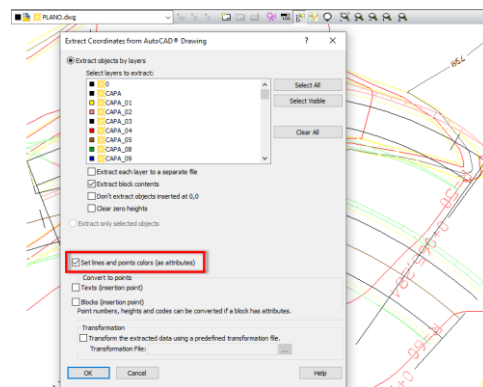 PLANO.dwg
Extract Coordinates from AutoCAD® Drawing ?
Extract objects by layers
Select layers to extract:
0
CAPA
CAPA_01
CAPA_02
CAPA_03
CAPA_04
CAPA_05
CAPA_08
CAPA_09
Select All
Select Visible
Clear All
Extract each layer to a separate file
Extract block contents
Don't extract objects inserted at 0,0
Clear zero heights
Extract only selected objects
Set lines and points colors (as attributes)
Convert to points
Texts (insertion point)
Blocks (insertion point)
Point numbers, heights and codes can be converted if a block has attributes.
Transformation
Transform the extracted data using a predefined transformation file.
Transformation File:
...
OK Cancel Help